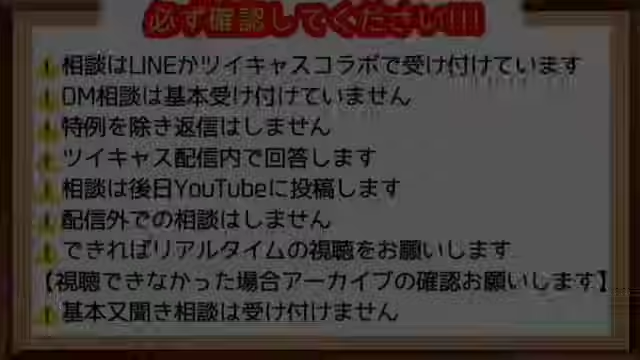 必ず確認してください!!!!
相談はLINEかツイキャスコラボで受け付けています
DM相談は基本受け付けていません
特例を除き返信はしません
ツイキャス配信内で回答します
相談は後日YouTubeに投稿します
配信外での相談はしません
できればリアルタイムの視聴をお願いします
【視聴できなかった場合アーカイブの確認お願いします】
基本又聞き相談は受け付けません